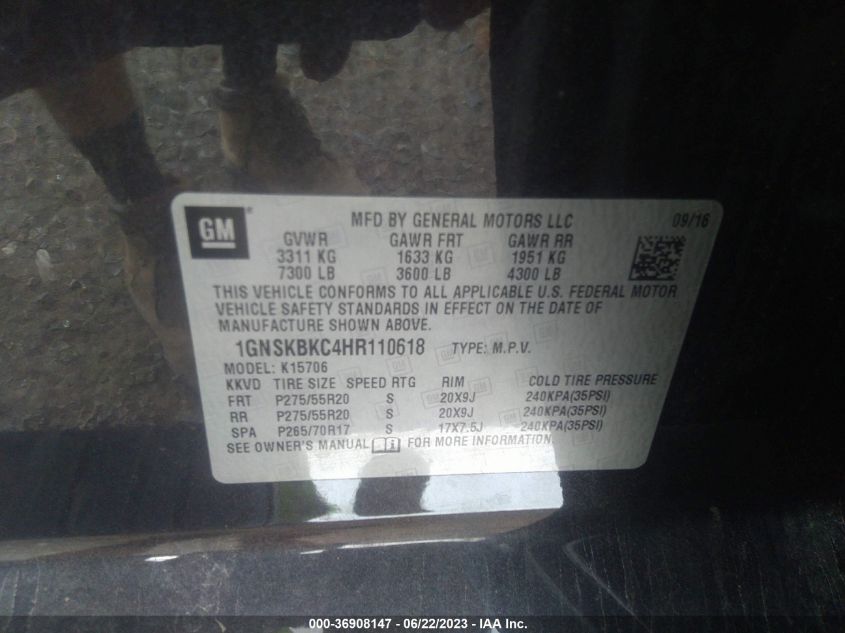 GM
MFD BY GENERAL MOTORS LLC 09/16
GVWR GAWR FRT GAWR RR
3311 KG 1633 KG 1951 KG
7300 LB 3600 LB 4300 LB
THIS VEHICLE CONFORMS TO ALL APPLICABLE U.S. FEDERAL MOTOR
VEHICLE SAFETY STANDARDS IN EFFECT ON THE DATE OF
MANUFACTURE SHOWN ABOVE.
1GNSKBKC4HR110618 TYPE: M.P.V.
MODEL: K15706
KKVD TIRE SIZE SPEED RTG RIM COLD TIRE PRESSURE
FRT P275/55R20 S 20X9J 240KPA(35PSI)
RR P275/55R20 S 20X9J 240KPA(35PSI)
SPA P265/70R17 S 17X7.5J 240KPA(35PSI)
SEE OWNER'S MANUAL i FOR MORE INFORMATION.
000-36908147 - 06/22/2023 - IAA Inc.